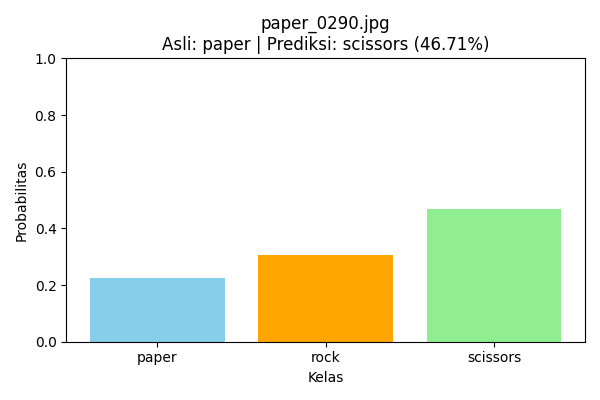 paper_0290.jpg
Asli: paper | Prediksi: scissors (46.71%)
1.0
0.8
0.6
0.4
0.2
0.0
Probabilitas
paper rock scissors
Kelas